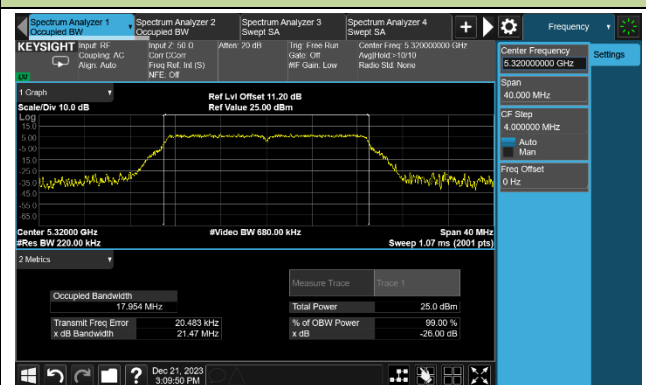 Spectrum Analyzer 1
Occupied BW
Spectrum Analyzer 2
Occupied BW
Spectrum Analyzer 3
Swept SA
Spectrum Analyzer 4
Swept SA
+
Frequency
KEYSIGHT
Input: RF
Coupling: AC
Align: Auto
Input Z: 50 Ω
Corr CCorr
Freq Ref: Int (S)
NFE: Off
Atten: 20 dB
Trig: Free Run
Gate: Off
#IF Gain: Low
Center Freq: 5.320000000 GHz
Avg|Hold:>10/10
Radio Std: None
LXI
Center Frequency
5.320000000 GHz
Settings
Span
40.000 MHz
CF Step
4.000000 MHz
Auto
Man
Freq Offset
0 Hz
1 Graph
Scale/Div 10.0 dB
Ref Lvl Offset 11.20 dB
Ref Value 25.00 dBm
Log
15.0
5.00
-5.00
-15.0
-25.0
-35.0
-45.0
-55.0
-65.0
Center 5.32000 GHz
#Res BW 220.00 kHz
#Video BW 680.00 kHz
Span 40 MHz
Sweep 1.07 ms (2001 pts)
2 Metrics
Measure Trace
Trace 1
Occupied Bandwidth
17.954 MHz
Total Power
25.0 dBm
Transmit Freq Error
20.483 kHz
% of OBW Power
99.00 %
x dB Bandwidth
21.47 MHz
x dB
-26.00 dB
?
Dec 21, 2023
3:09:50 PM